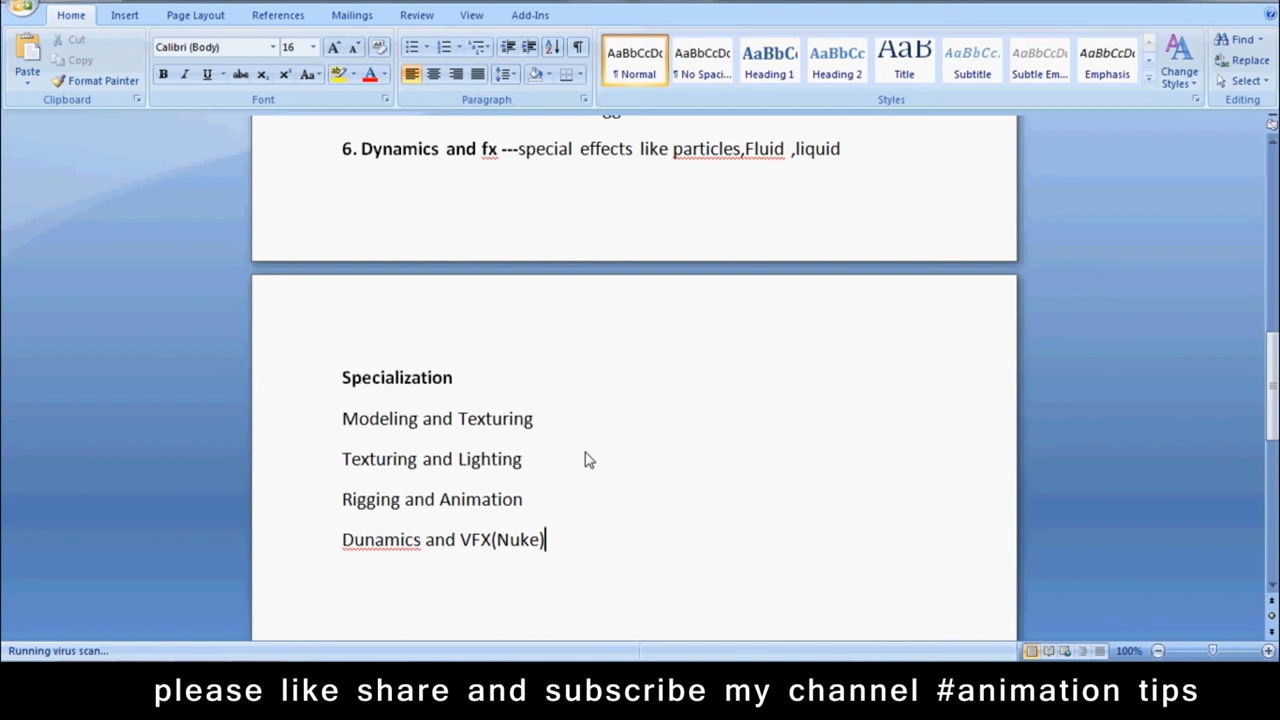 Home Insert Page Layout References Mailings Review View Add-Ins
Cut
Copy
Paste
Format Painter
Clipboard
Calibri (Body) 16
Font
Paragraph
AaBbCcDc AaBbCcDc AaBbCc AaBbCc AaB AaBbCc. AaBbCcDc AaBbCcDc
¶ Normal ¶ No Spaci... Heading 1 Heading 2 Title Subtitle Subtle Em... Emphasis
Change
Styles
Styles
Find
Replace
Select
Editing
6. Dynamics and fx ---special effects like particles,Fluid ,liquid
Specialization
Modeling and Texturing
Texturing and Lighting
Rigging and Animation
Dunamics and VFX(Nuke)
Running virus scan... 100%
please like share and subscribe my channel #animation tips